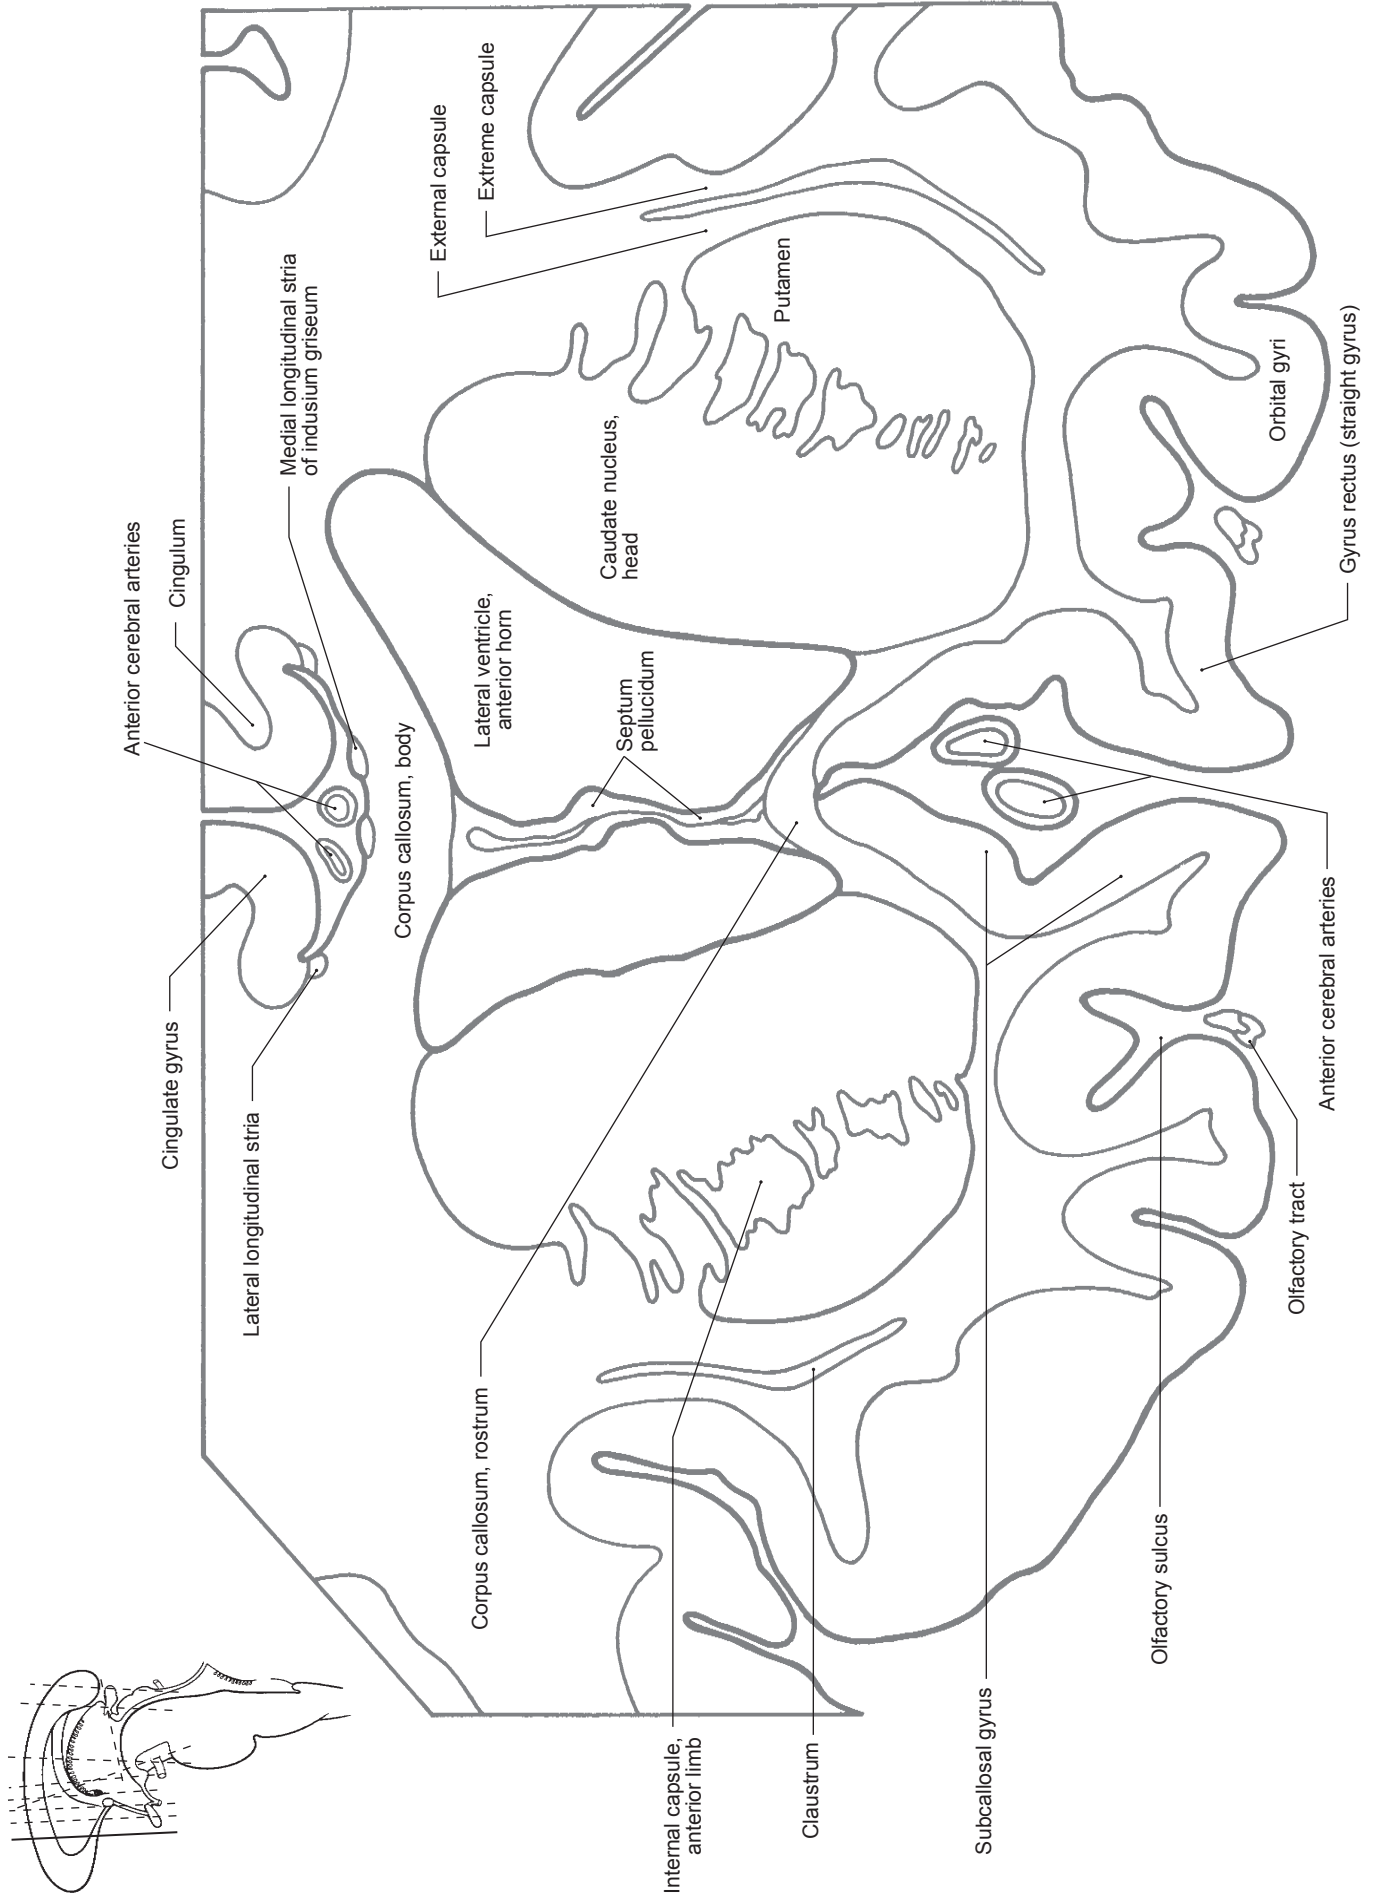 Anterior cerebral arteries
Cingulum
Cingulate gyrus
Lateral longitudinal stria
Medial longitudinal stria
of indusium griseum
External capsule
Extreme capsule
Corpus callosum, body
Lateral ventricle,
anterior horn
Septum
pellucidum
Caudate nucleus,
head
Putamen
Corpus callosum, rostrum
Internal capsule,
anterior limb
Claustrum
Subcallosal gyrus
Olfactory sulcus
Olfactory tract
Anterior cerebral arteries
Orbital gyri
Gyrus rectus (straight gyrus)